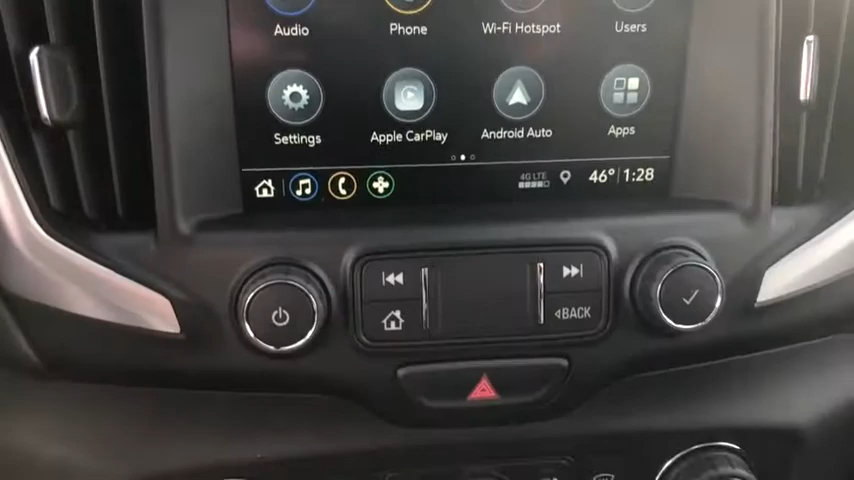 Audio Phone Wi-Fi Hotspot Users
Settings Apple CarPlay Android Auto Apps
4G LTE 46° 1:28
BACK